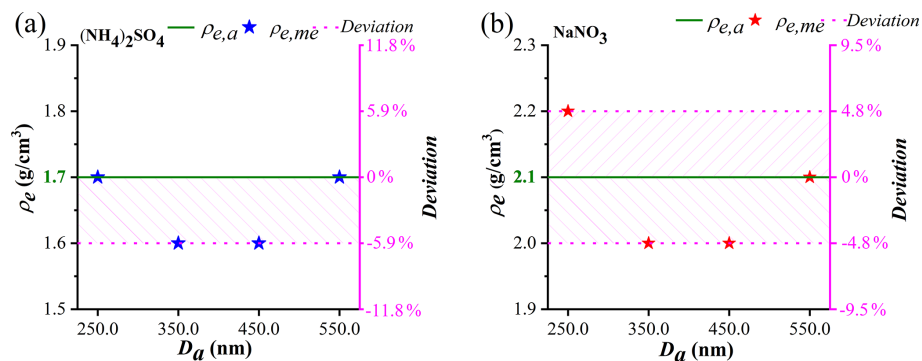 (a) (NH4)2SO4 ρe,a ρe,me Deviation
1.9
1.8
1.7
1.6
1.5
ρe (g/cm3)
11.8%
5.9%
0%
-5.9%
-11.8%
Deviation
250.0 350.0 450.0 550.0
Da (nm)
(b) NaNO3 ρe,a ρe,me Deviation
2.3
2.2
2.1
2.0
1.9
ρe (g/cm3)
9.5%
4.8%
0%
-4.8%
-9.5%
Deviation
250.0 350.0 450.0 550.0
Da (nm)